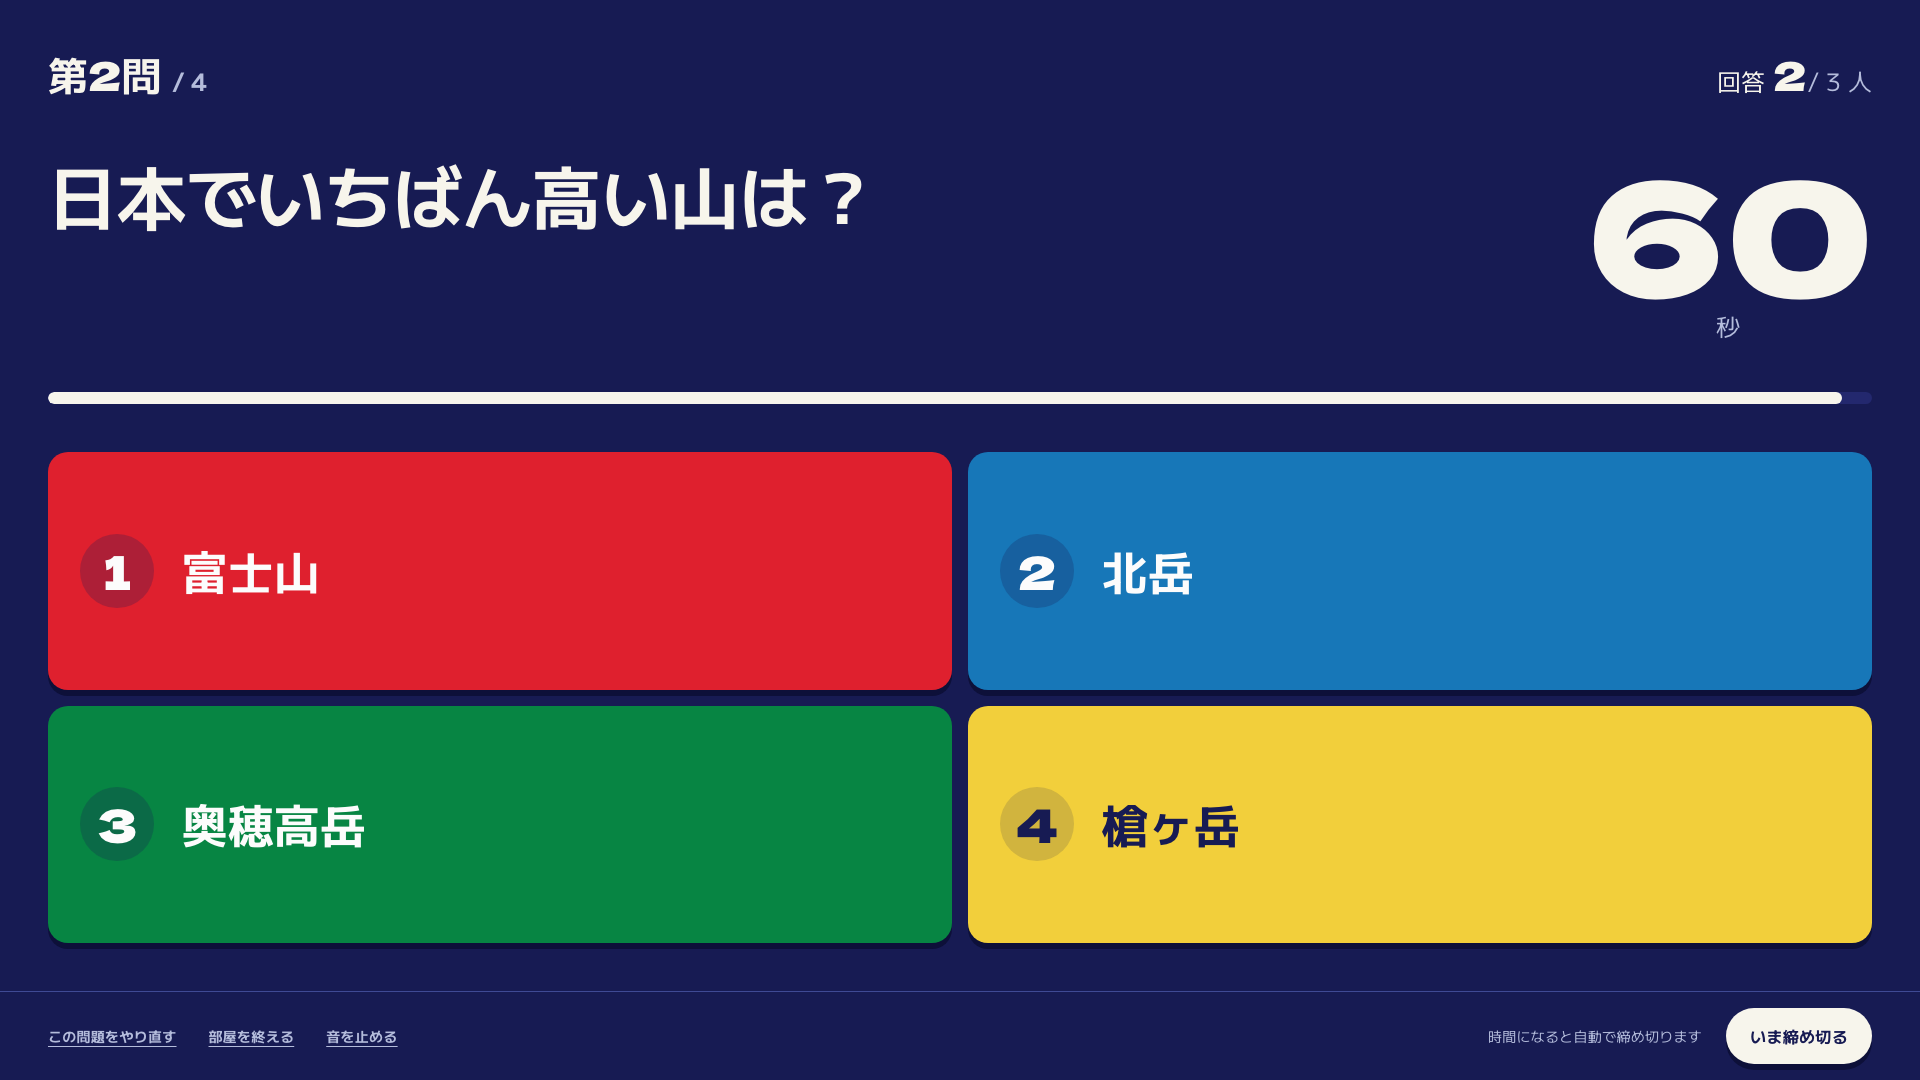 第2問 / 4
回答 2 / 3 人
日本でいちばん高い山は？
60
秒
1 富士山
2 北岳
3 奥穂高岳
4 槍ヶ岳
この問題をやり直す 部屋を終える 音を止める
時間になると自動で締め切ります いま締め切る